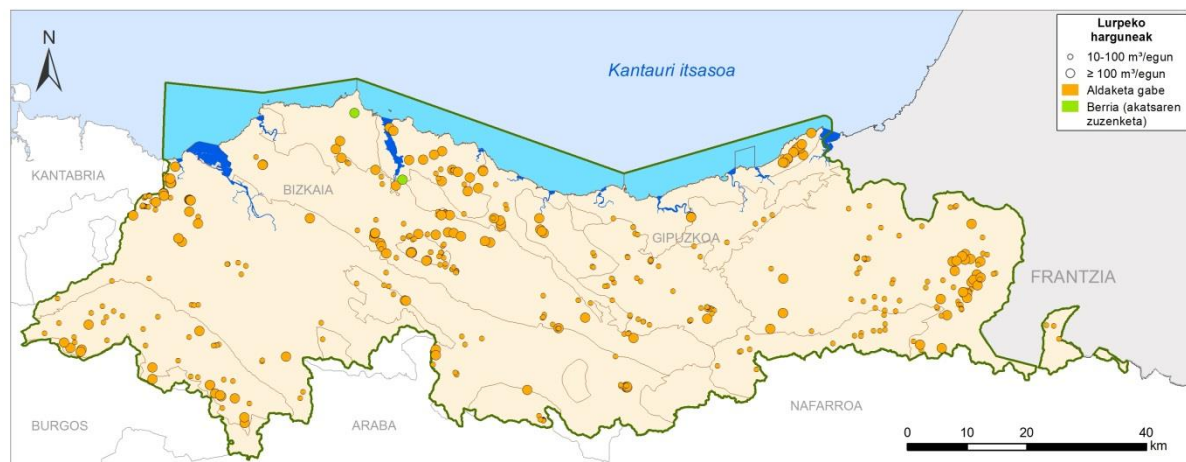 Lurpeko
harguneak
10-100 m³/egun
≥ 100 m³/egun
Aldaketa gabe
Berria (akatsaren
zuzenketa)
N
Kantauri itsasoa
KANTABRIA
BIZKAIA
GIPUZKOA
FRANTZIA
NAFARROA
BURGOS
ARABA
0 10 20 40
km